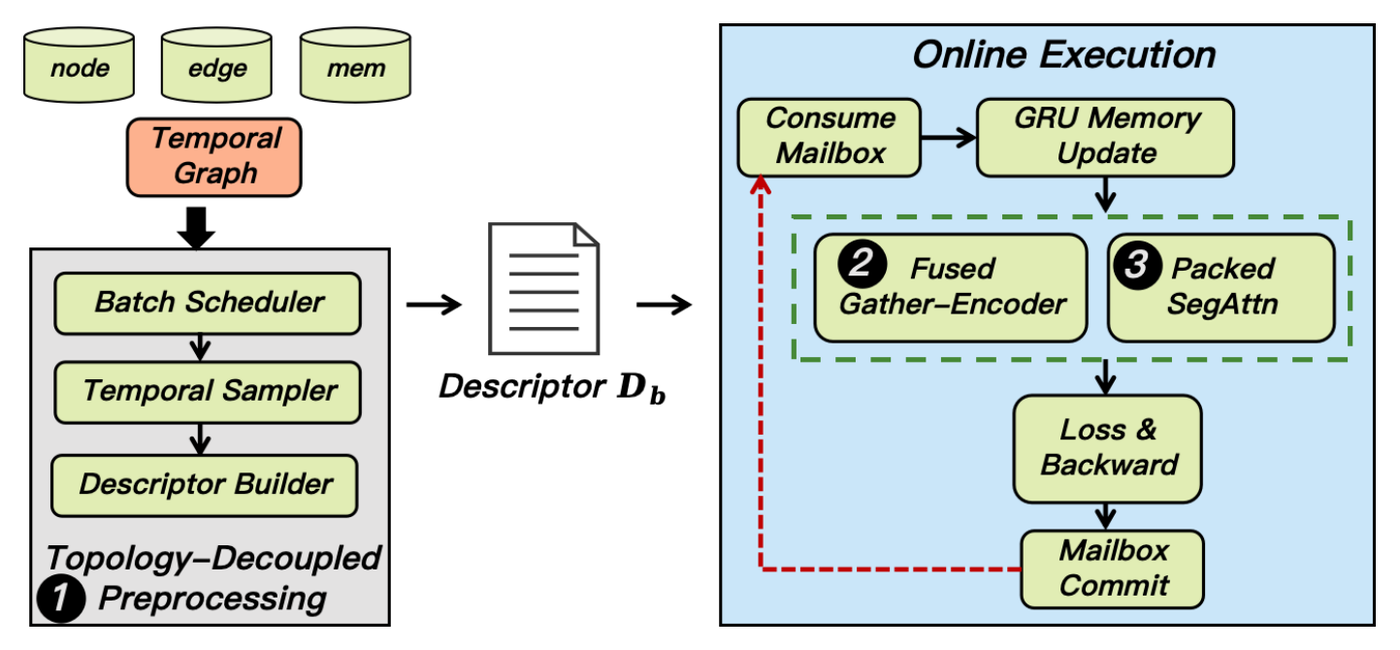 node
edge
mem
Temporal
Graph
Batch Scheduler
Temporal Sampler
Descriptor Builder
Topology–Decoupled
1 Preprocessing
Descriptor D_b
Online Execution
Consume
Mailbox
GRU Memory
Update
2 Fused
Gather–Encoder
3 Packed
SegAttn
Loss &
Backward
Mailbox
Commit